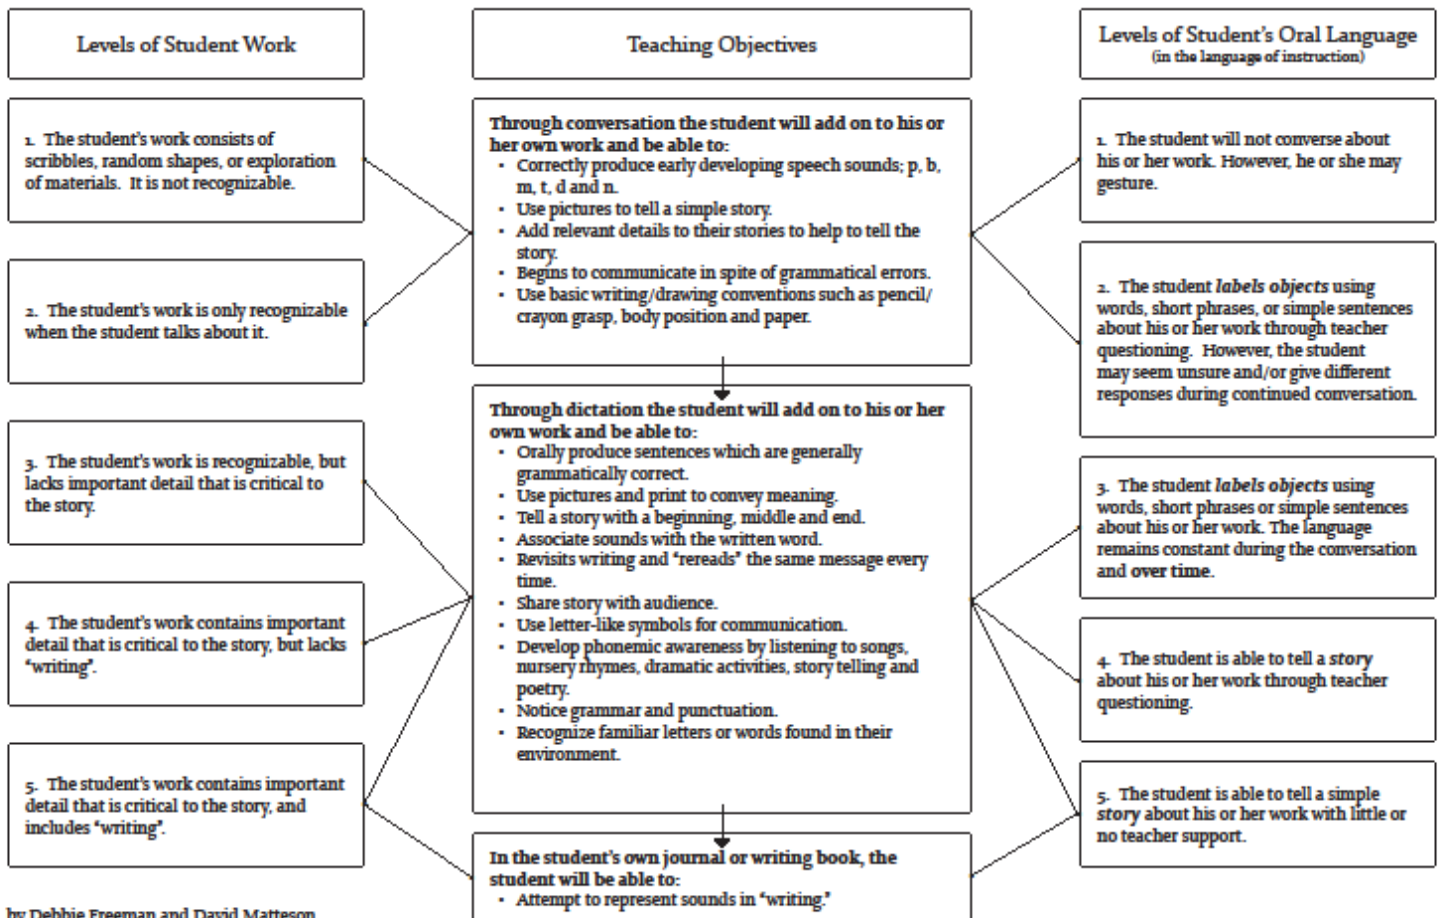 Levels of Student Work
1. The student's work consists of
scribbles, random shapes, or exploration
of materials. It is not recognizable.
2. The student's work is only recognizable
when the student talks about it.
3. The student's work is recognizable, but
lacks important detail that is critical to
the story.
4. The student's work contains important
detail that is critical to the story, but lacks
"writing".
5. The student's work contains important
detail that is critical to the story, and
includes "writing".
by Debbie Freeman and David Matteson
Teaching Objectives
Through conversation the student will add on to his or
her own work and be able to:
• Correctly produce early developing speech sounds; p, b,
m, t, d and n.
• Use pictures to tell a simple story.
• Add relevant details to their stories to help to tell the
story.
• Begins to communicate in spite of grammatical errors.
• Use basic writing/drawing conventions such as pencil/
crayon grasp, body position and paper.
Through dictation the student will add on to his or her
own work and be able to:
• Orally produce sentences which are generally
grammatically correct.
• Use pictures and print to convey meaning.
• Tell a story with a beginning, middle and end.
• Associate sounds with the written word.
• Revisits writing and "rereads" the same message every
time.
• Share story with audience.
• Use letter-like symbols for communication.
• Develop phonemic awareness by listening to songs,
nursery rhymes, dramatic activities, story telling and
poetry.
• Notice grammar and punctuation.
• Recognize familiar letters or words found in their
environment.
In the student's own journal or writing book, the
student will be able to:
• Attempt to represent sounds in "writing."
Levels of Student's Oral Language
(in the language of instruction)
1. The student will not converse about
his or her work. However, he or she may
gesture.
2. The student labels objects using
words, short phrases, or simple sentences
about his or her work through teacher
questioning. However, the student
may seem unsure and/or give different
responses during continued conversation.
3. The student labels objects using
words, short phrases or simple sentences
about his or her work. The language
remains constant during the conversation
and over time.
4. The student is able to tell a story
about his or her work through teacher
questioning.
5. The student is able to tell a simple
story about his or her work with little or
no teacher support.